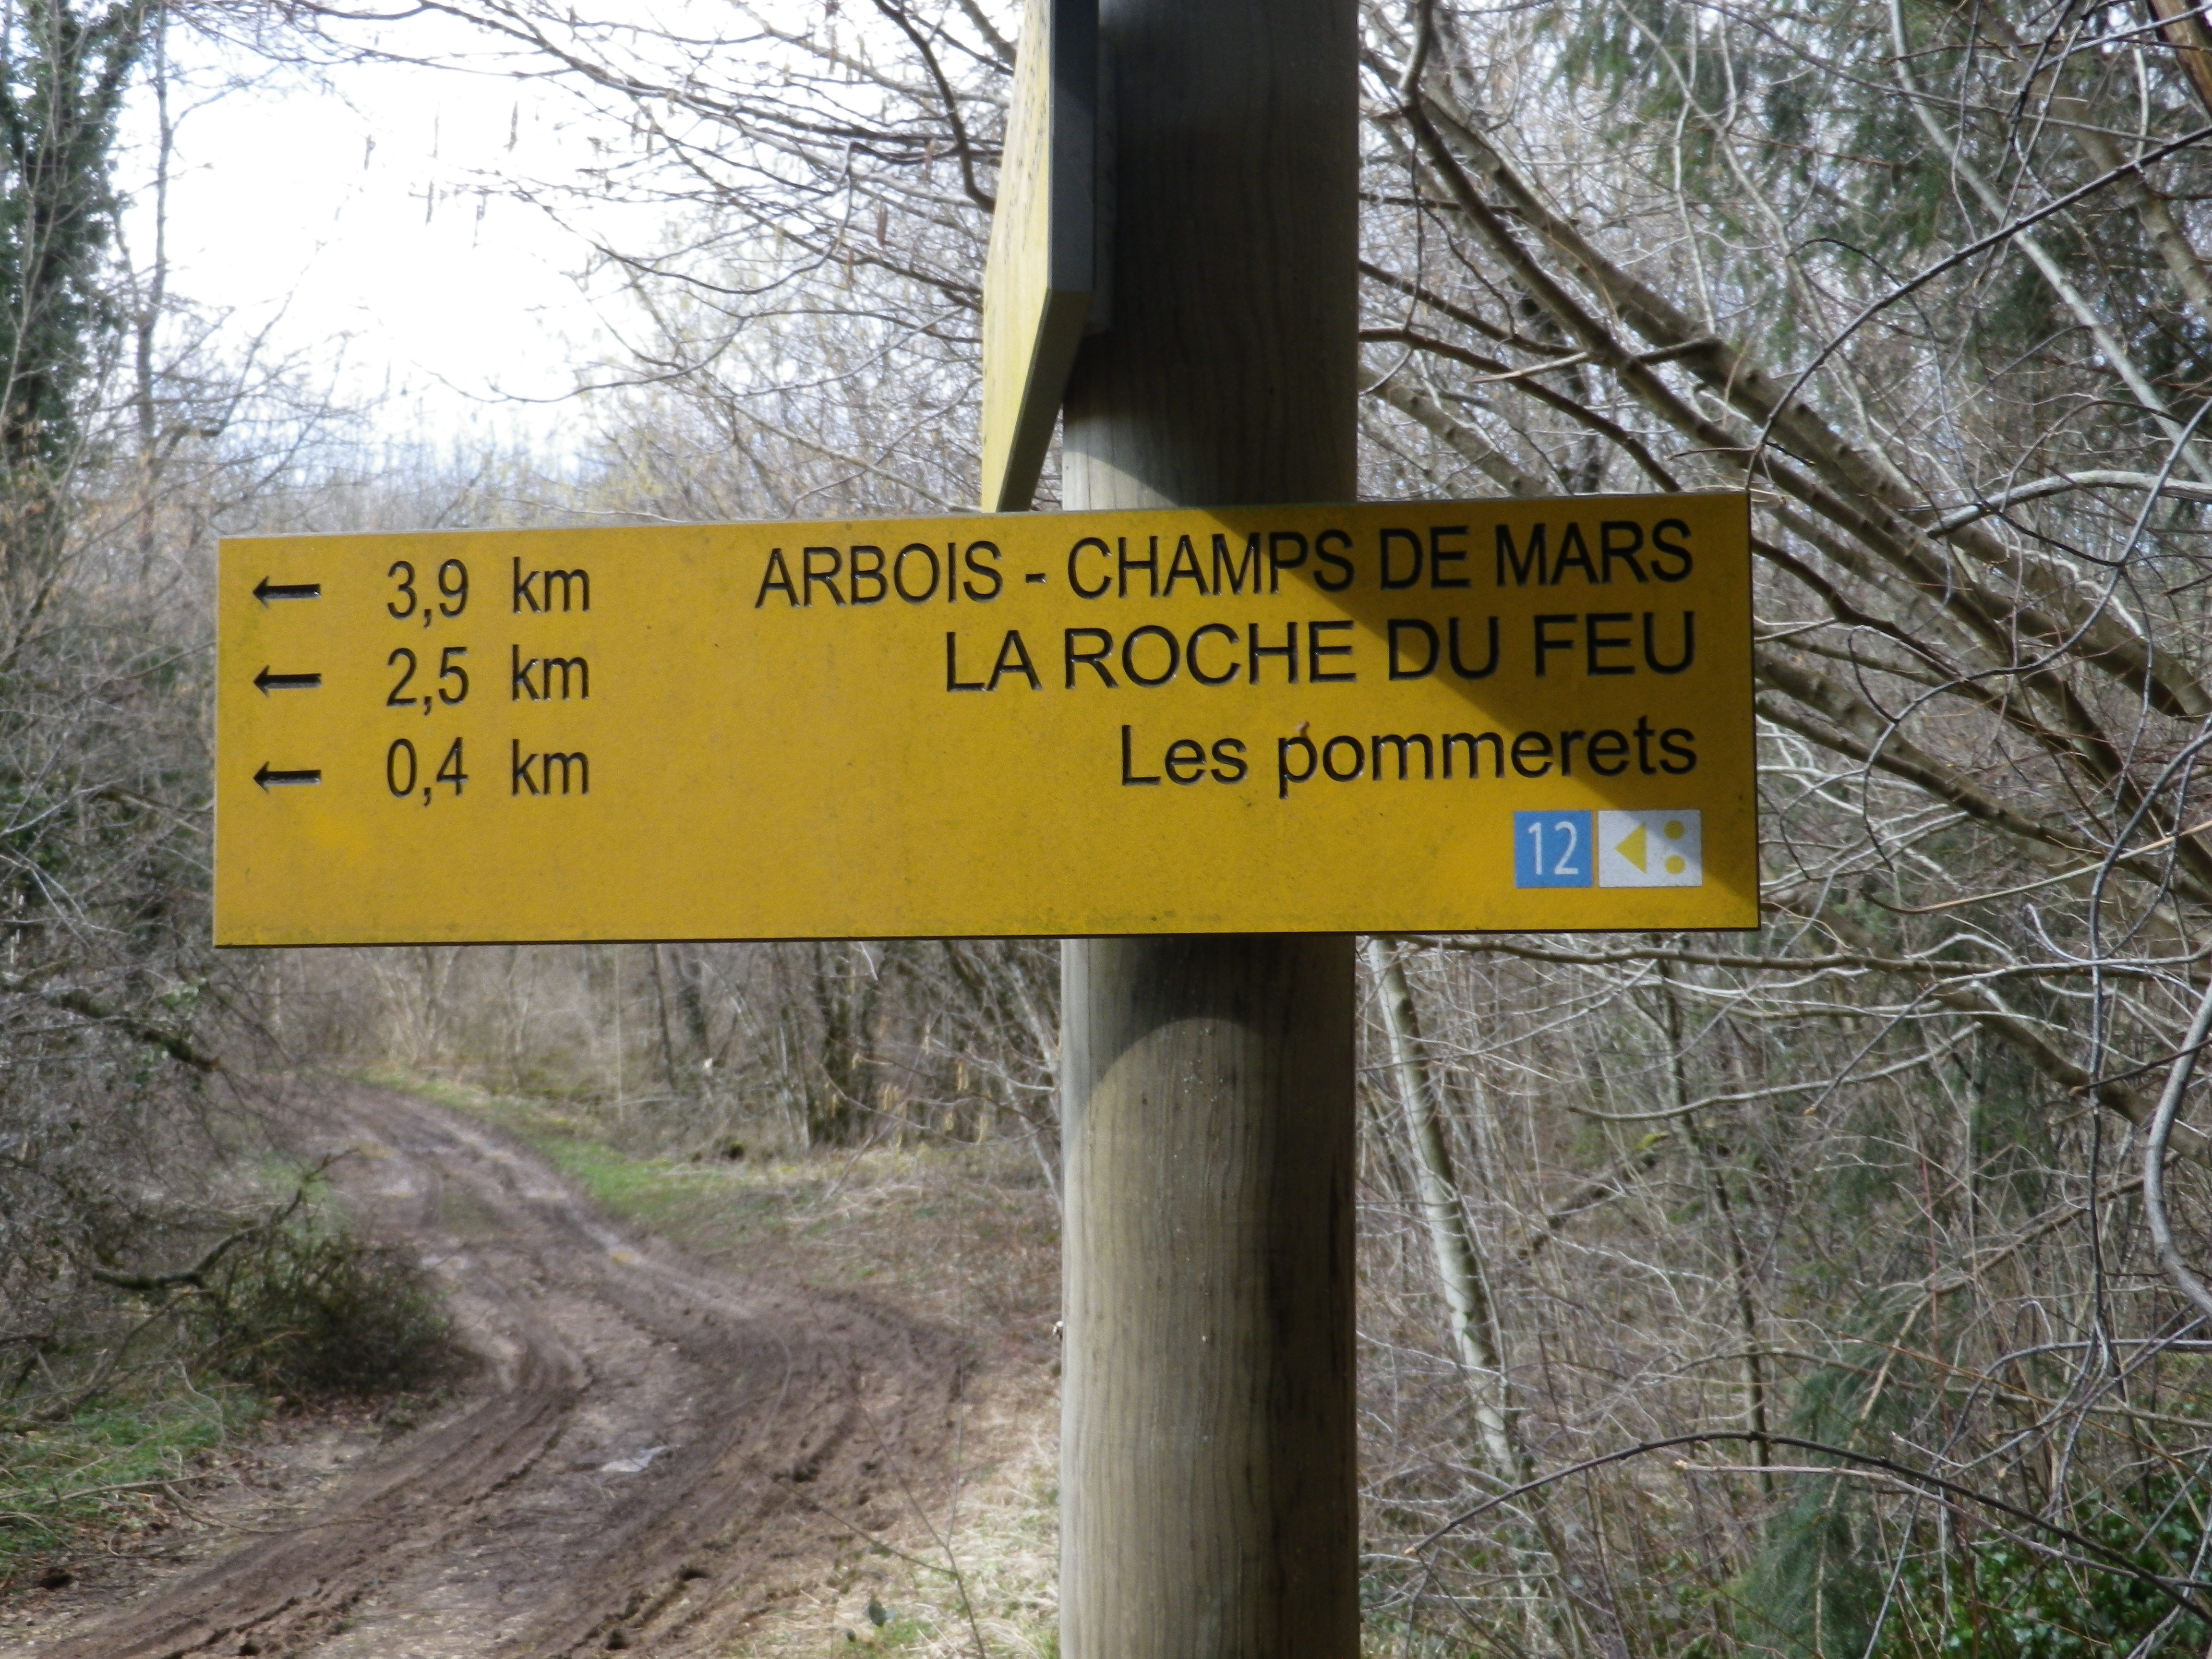 ← 3,9 km ARBOIS - CHAMPS DE MARS
← 2,5 km LA ROCHE DU FEU
← 0,4 km Les pommerets
12